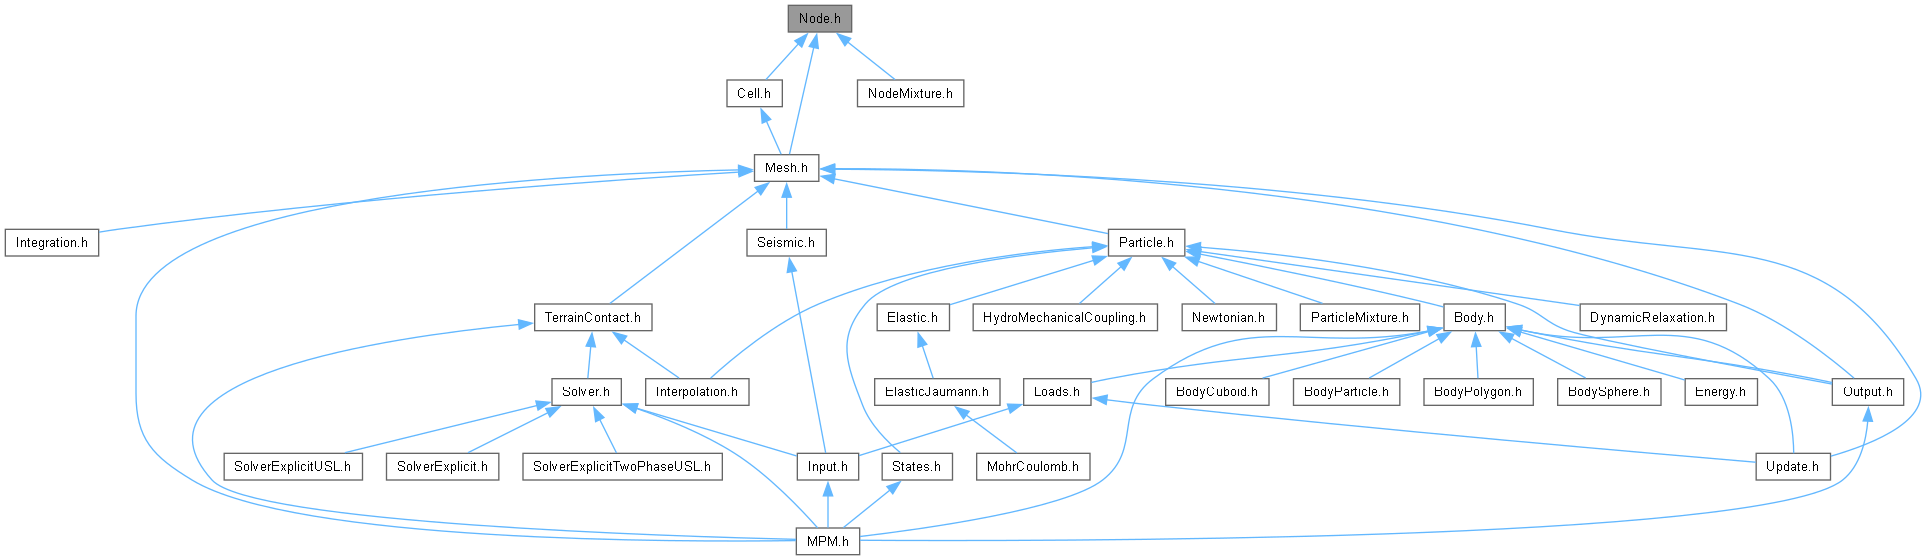 Node.h
Cell.h
NodeMixture.h
Mesh.h
Integration.h
Seismic.h
Particle.h
TerrainContact.h
Elastic.h
HydroMechanicalCoupling.h
Newtonian.h
ParticleMixture.h
Body.h
DynamicRelaxation.h
Solver.h
Interpolation.h
ElasticJaumann.h
Loads.h
BodyCuboid.h
BodyParticle.h
BodyPolygon.h
BodySphere.h
Energy.h
Output.h
SolverExplicitUSL.h
SolverExplicit.h
SolverExplicitTwoPhaseUSL.h
Input.h
States.h
MohrCoulomb.h
Update.h
MPM.h